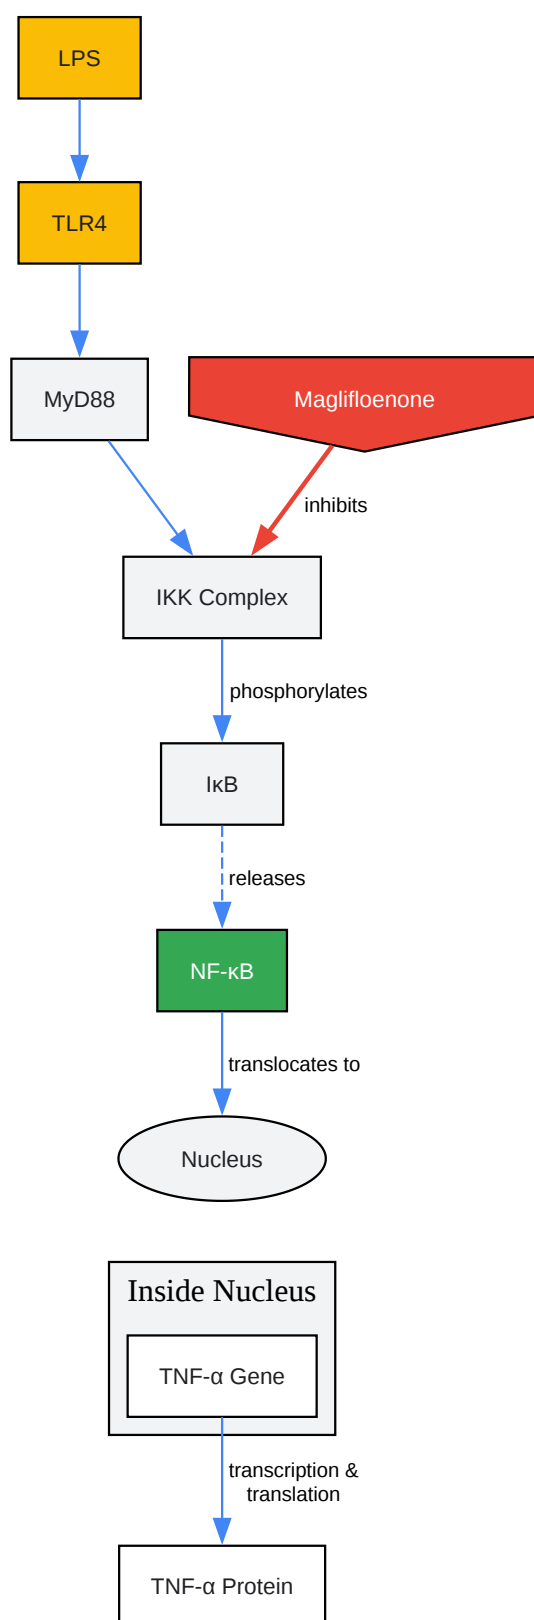 LPS
TLR4
MyD88
Maglifloenone
inhibits
IKK Complex
phosphorylates
IκB
releases
NF-κB
translocates to
Nucleus
Inside Nucleus
TNF-α Gene
transcription &
translation
TNF-α Protein